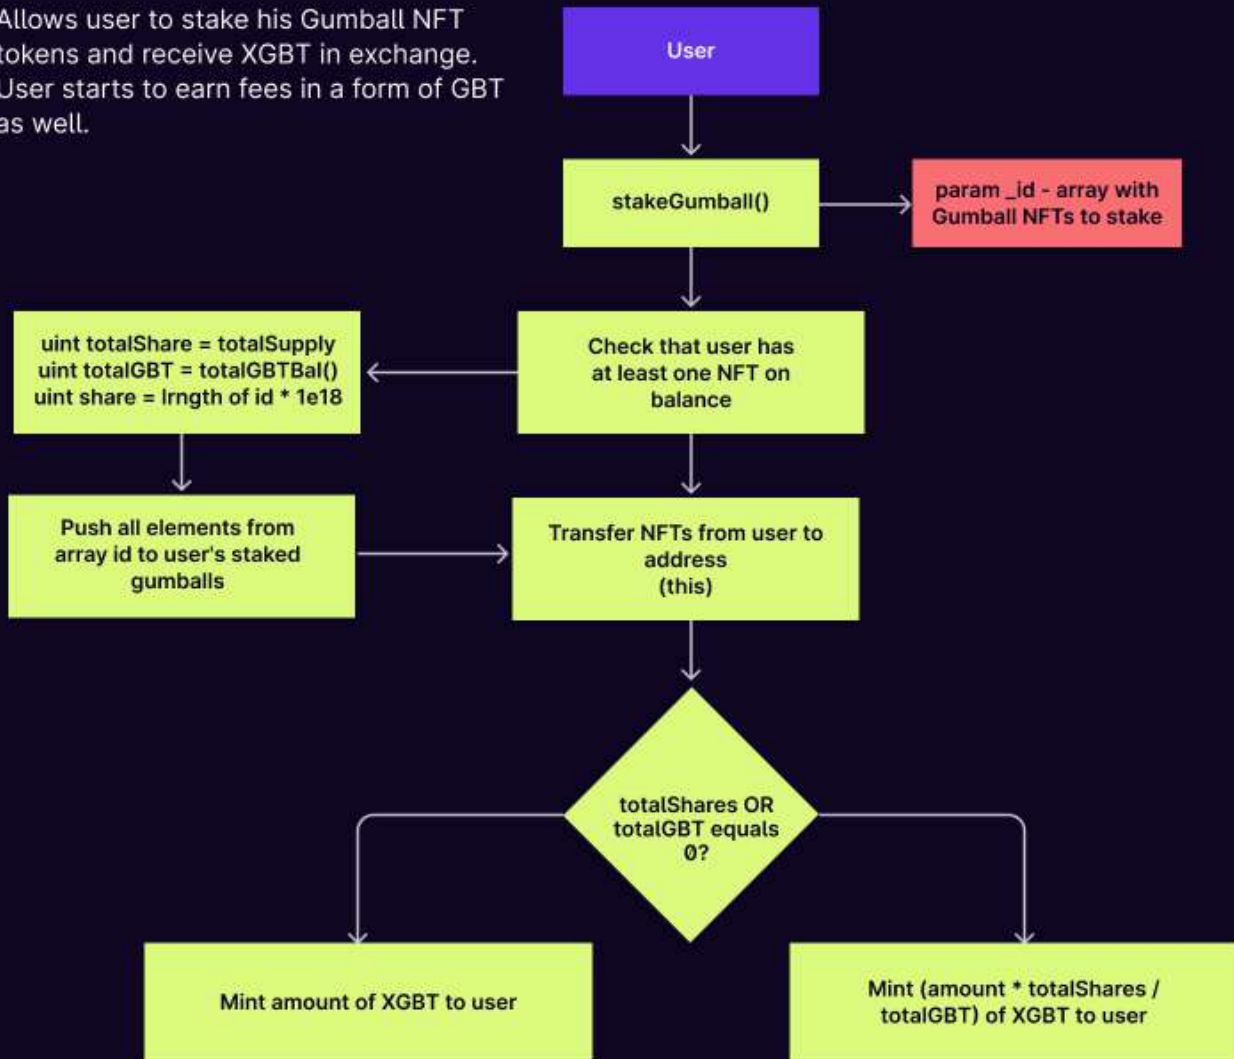 Allows user to stake his Gumball NFT
tokens and receive XGBT in exchange.
User starts to earn fees in a form of GBT
as well.
User
stakeGumball()
param _id - array with
Gumball NFTs to stake
uint totalShare = totalSupply
uint totalGBT = totalGBTBal()
uint share = lrngth of id * 1e18
Check that user has
at least one NFT on
balance
Push all elements from
array id to user's staked
gumballs
Transfer NFTs from user to
address
(this)
totalShares OR
totalGBT equals
0?
Mint amount of XGBT to user
Mint (amount * totalShares /
totalGBT) of XGBT to user